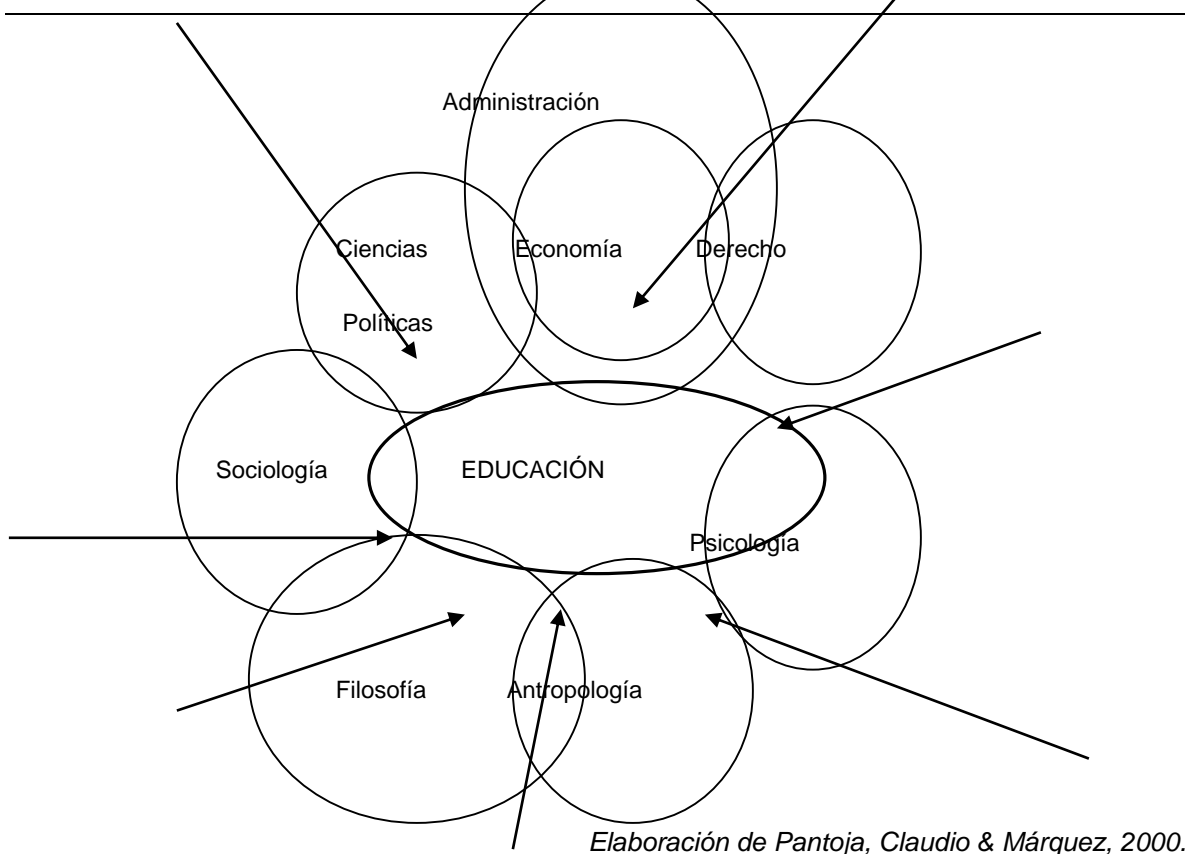 Administración
Ciencias
Economía
Derecho
Políticas
Sociología
EDUCACIÓN
Psicología
Filosofía
Antropología
Elaboración de Pantoja, Claudio & Márquez, 2000.